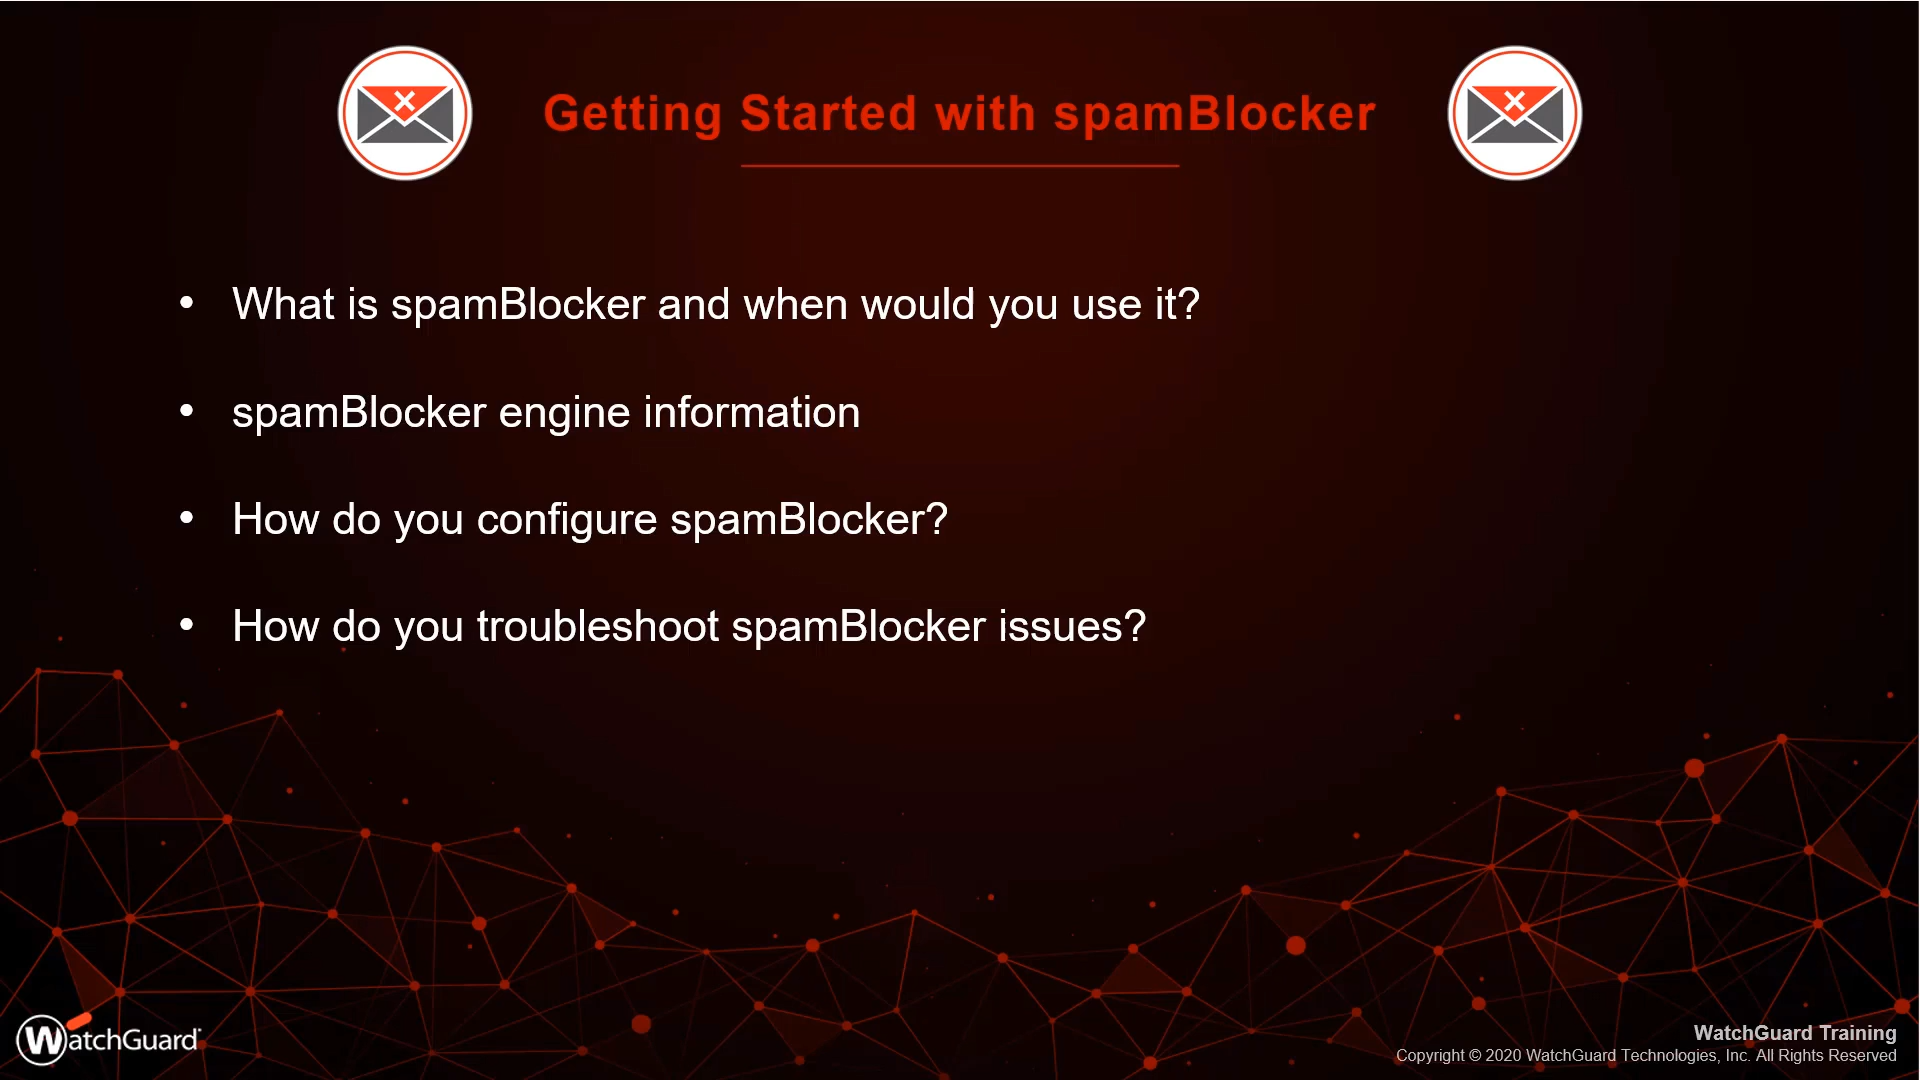 Getting Started with spamBlocker
• What is spamBlocker and when would you use it?
• spamBlocker engine information
• How do you configure spamBlocker?
• How do you troubleshoot spamBlocker issues?
WatchGuard
WatchGuard Training
Copyright © 2020 WatchGuard Technologies, Inc. All Rights Reserved